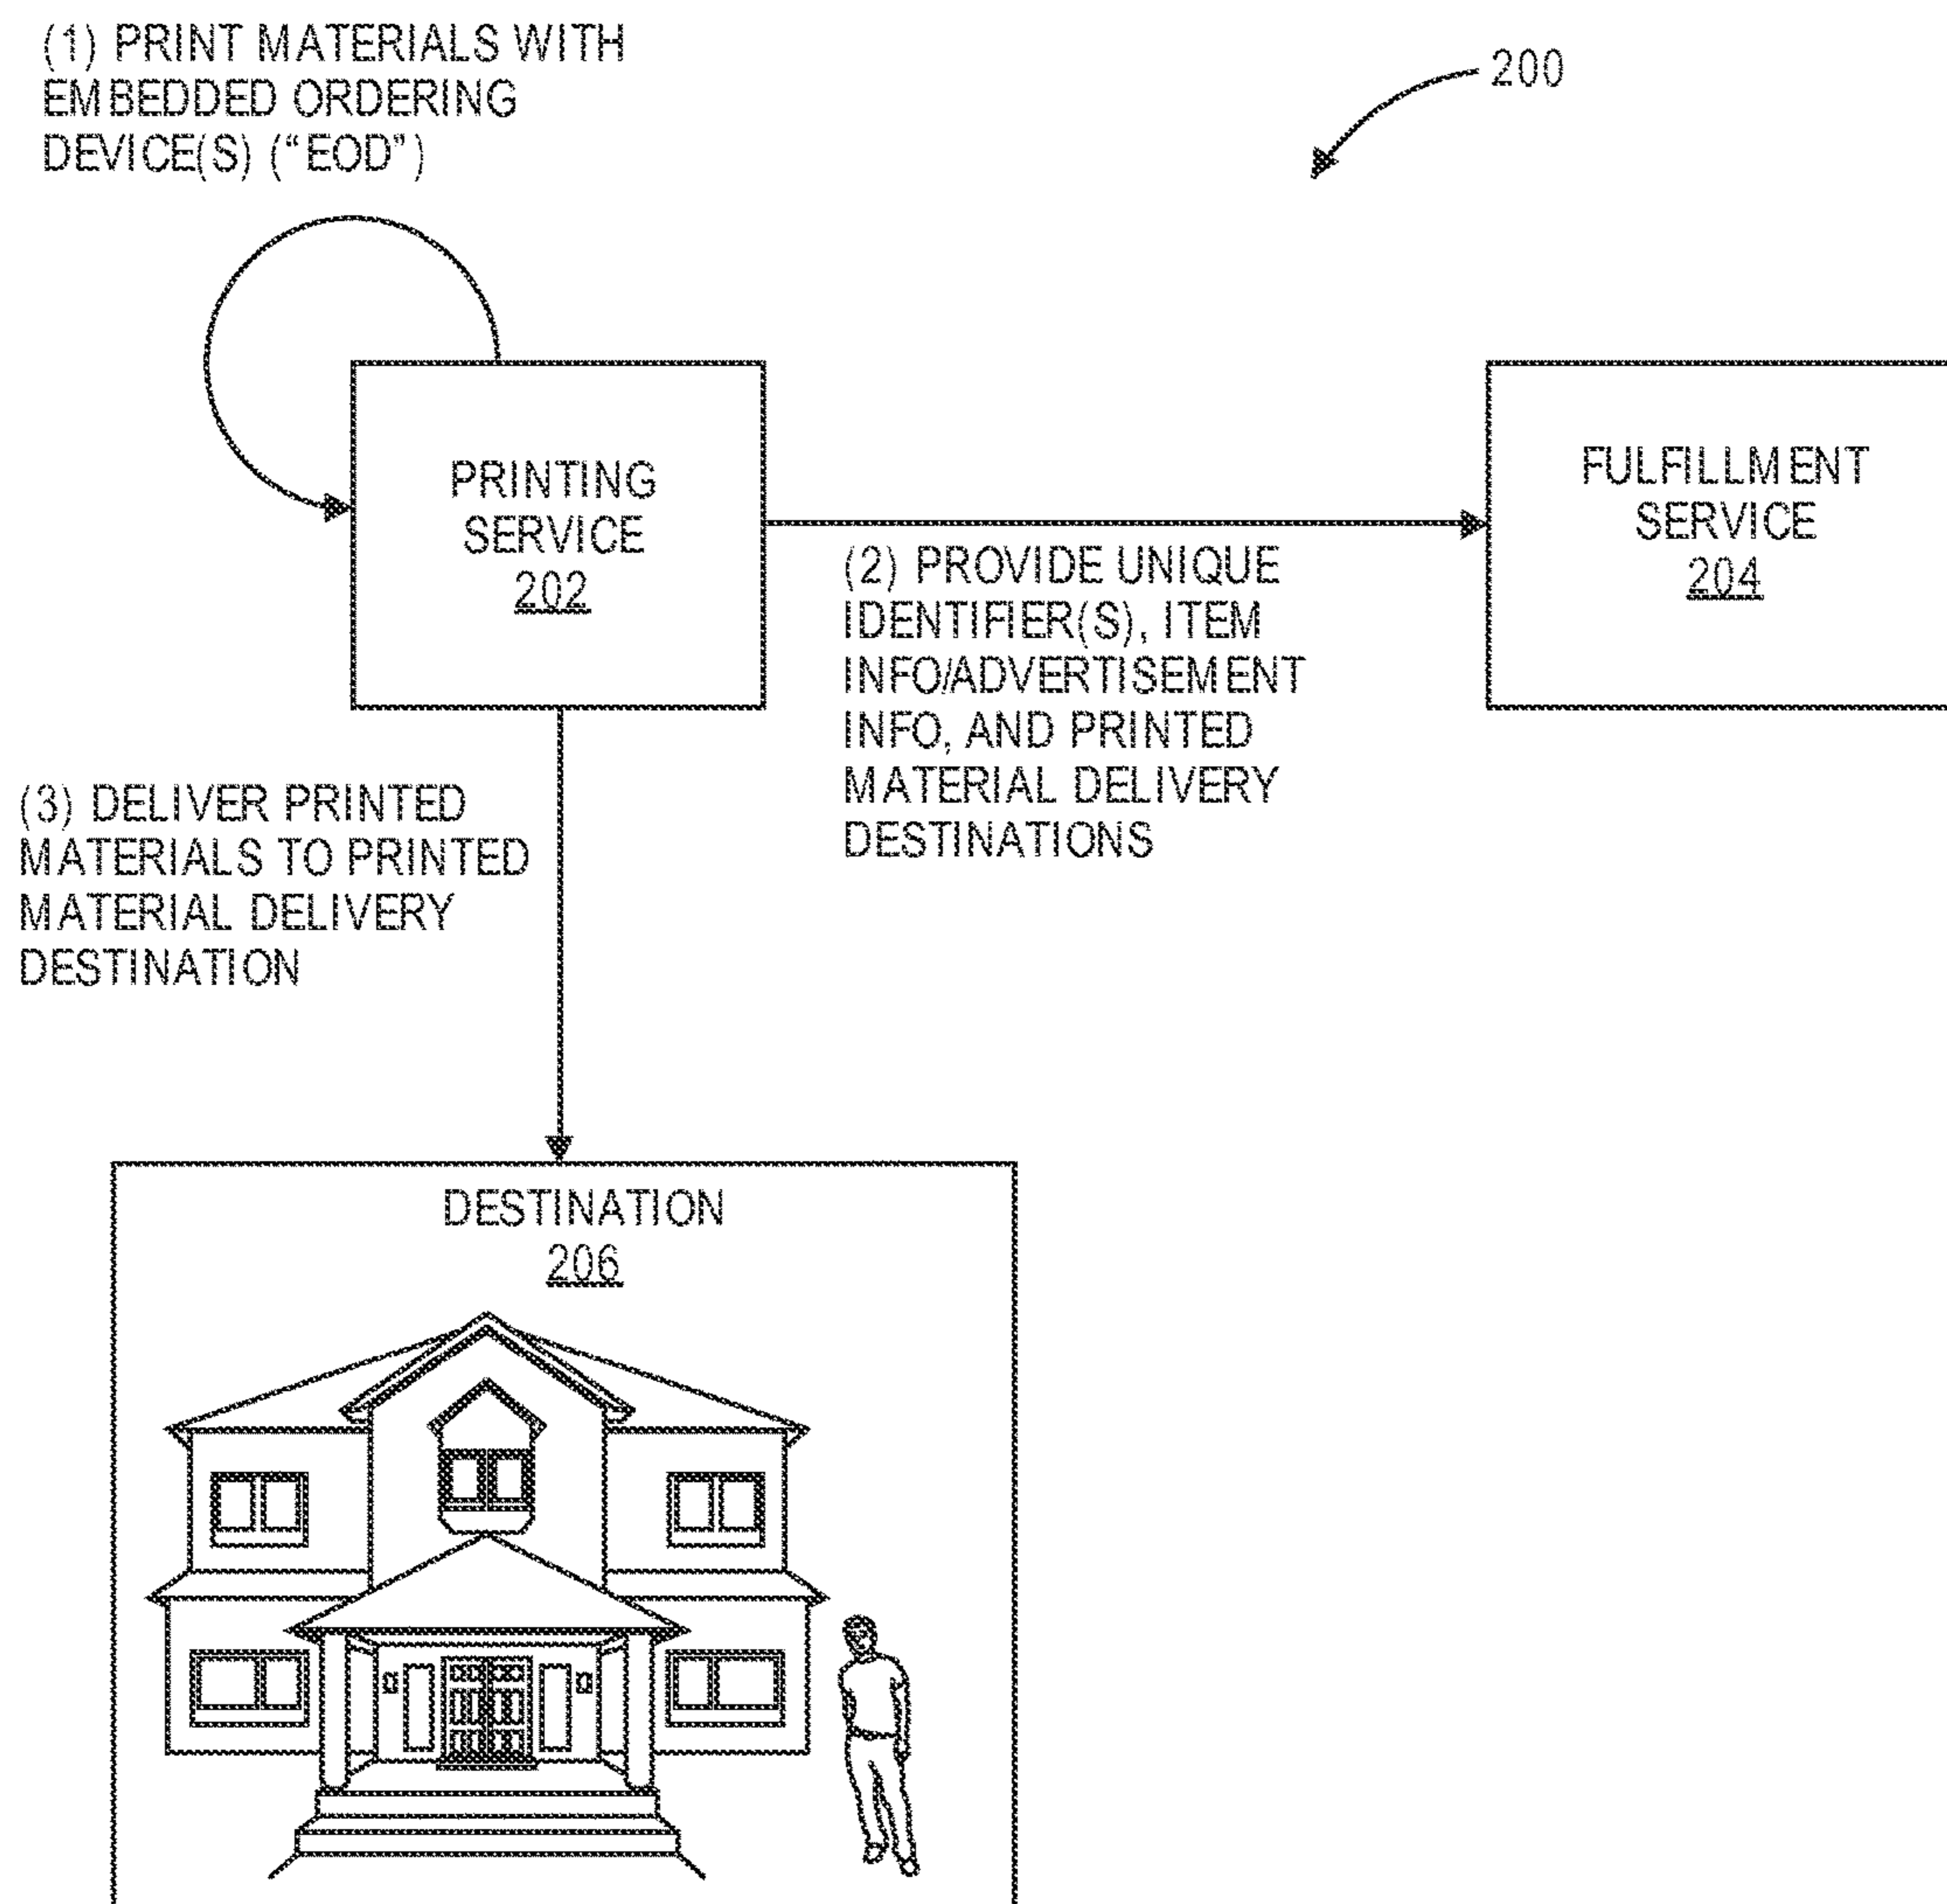 (1) PRINT MATERIALS WITH
EMBEDDED ORDERING
DEVICE(S) (“EOD”)
200
PRINTING
SERVICE
202
FULFILLMENT
SERVICE
204
(2) PROVIDE UNIQUE
IDENTIFIER(S), ITEM
INFO/ADVERTISEMENT
INFO, AND PRINTED
MATERIAL DELIVERY
DESTINATIONS
(3) DELIVER PRINTED
MATERIALS TO PRINTED
MATERIAL DELIVERY
DESTINATION
DESTINATION
206